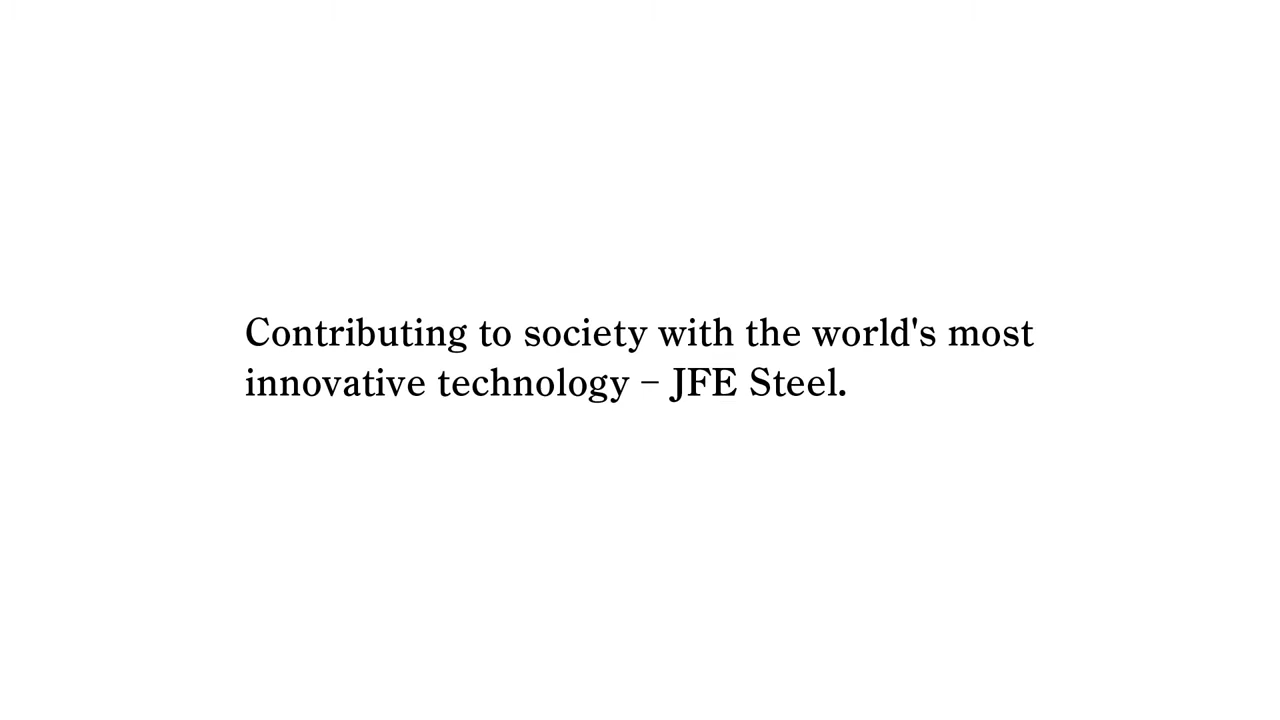 Contributing to society with the world's most
innovative technology – JFE Steel.